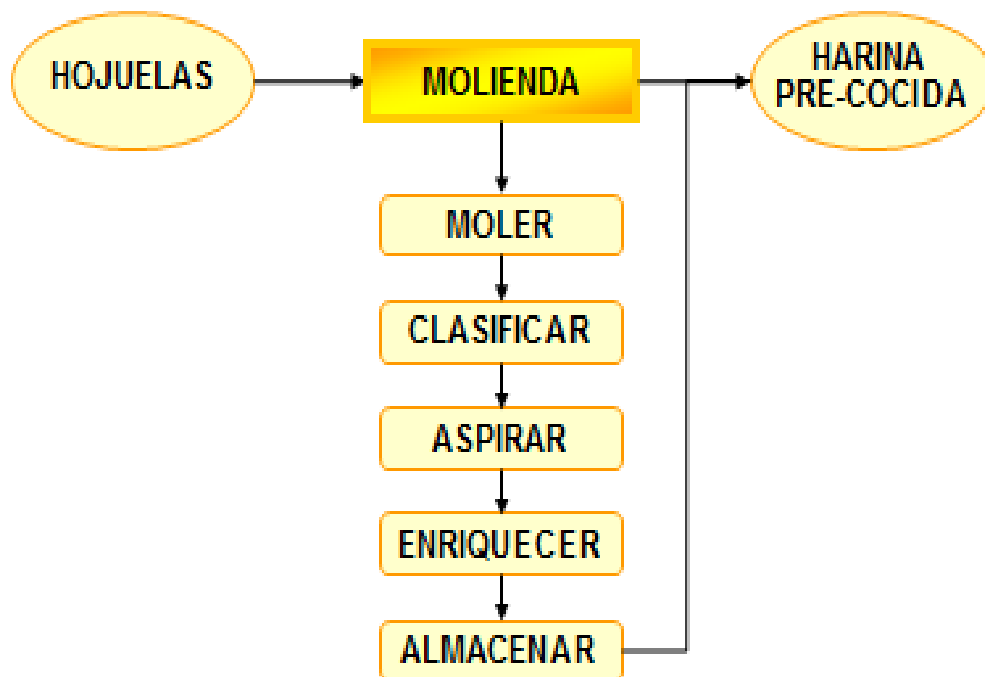 HOJUELAS
MOLIENDA
HARINA
PRE-COCIDA
MOLER
CLASIFICAR
ASPIRAR
ENRIQUECER
ALMACENAR